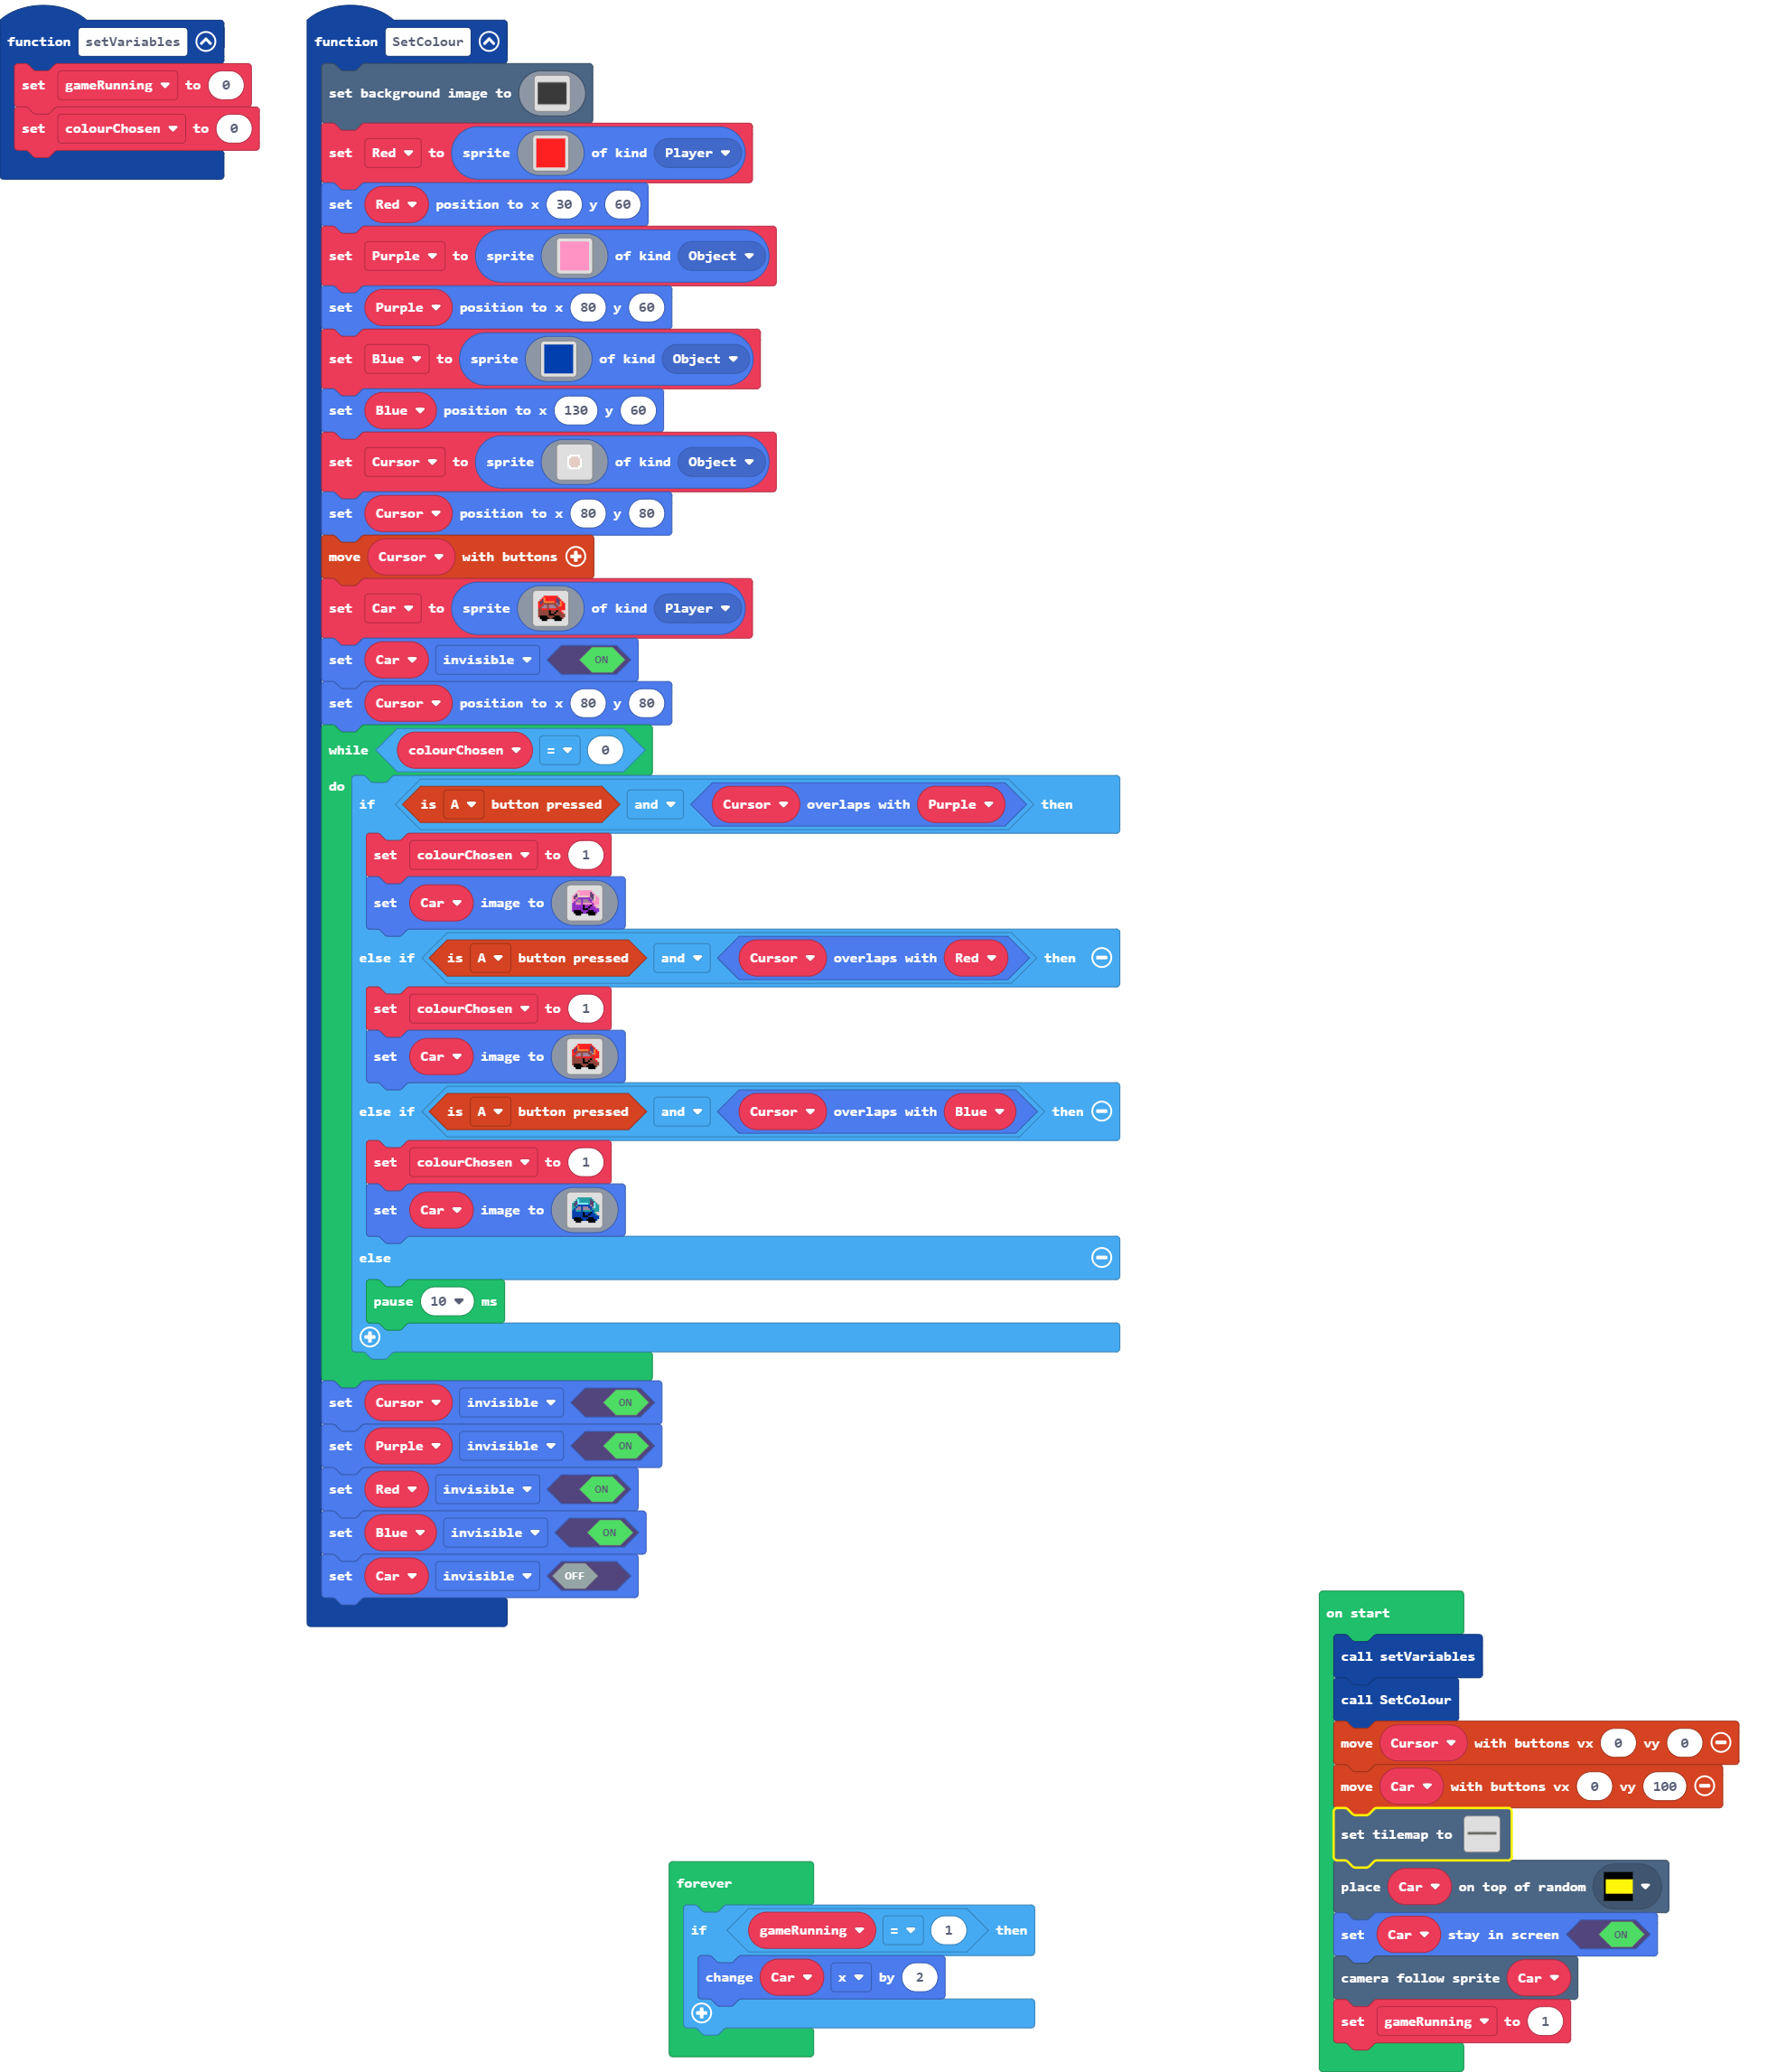 function setVariables
set gameRunning to 0
set colourChosen to 0
function SetColour
set background image to
set Red to sprite of kind Player
set Red position to x 30 y 60
set Purple to sprite of kind Object
set Purple position to x 80 y 60
set Blue to sprite of kind Object
set Blue position to x 130 y 60
set Cursor to sprite of kind Object
set Cursor position to x 80 y 80
move Cursor with buttons
set Car to sprite of kind Player
set Car invisible ON
set Cursor position to x 80 y 80
while colourChosen = 0
do
if is A button pressed and Cursor overlaps with Purple then
set colourChosen to 1
set Car image to
else if is A button pressed and Cursor overlaps with Red then
set colourChosen to 1
set Car image to
else if is A button pressed and Cursor overlaps with Blue then
set colourChosen to 1
set Car image to
else
pause 10 ms
set Cursor invisible ON
set Purple invisible ON
set Red invisible ON
set Blue invisible ON
set Car invisible OFF
on start
call setVariables
call SetColour
move Cursor with buttons vx 0 vy 0
move Car with buttons vx 0 vy 100
set tilemap to
place Car on top of random
set Car stay in screen ON
camera follow sprite Car
set gameRunning to 1
forever
if gameRunning = 1 then
change Car x by 2